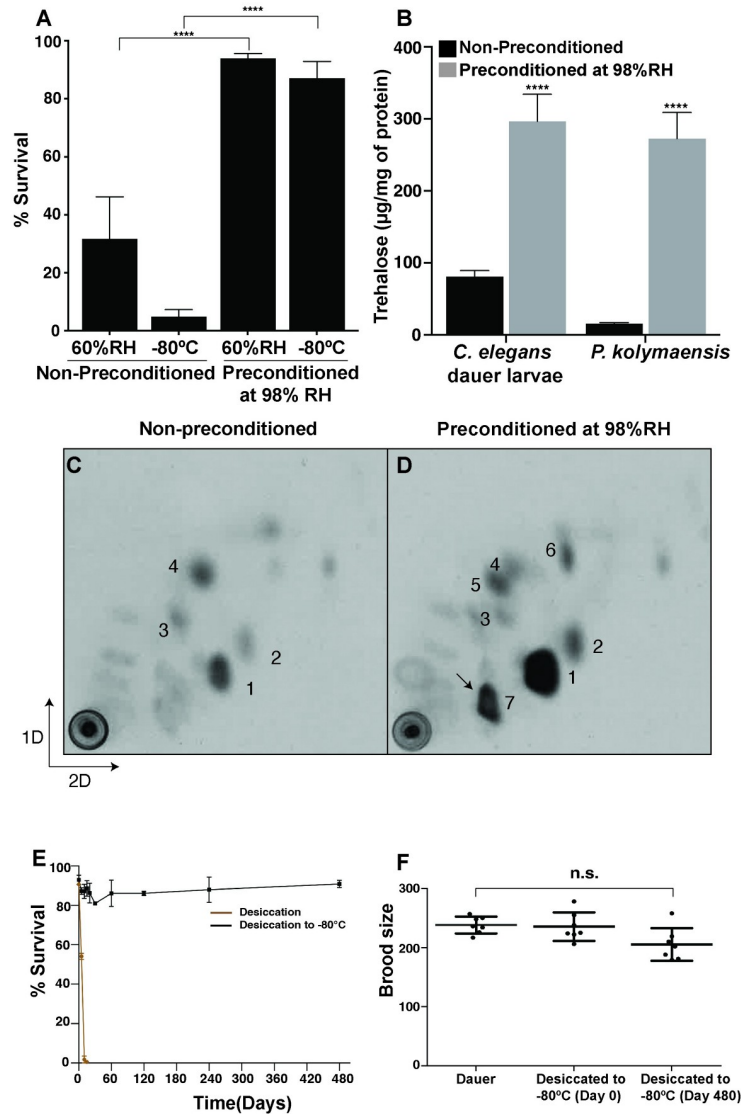 A
****
****
100
80
60
40
20
0
% Survival
60%RH -80ºC 60%RH -80ºC
Non-Preconditioned Preconditioned
at 98% RH
B
400
300
200
100
0
Trehalose (µg/mg of protein)
Non-Preconditioned
Preconditioned at 98%RH
****
****
C. elegans
dauer larvae
P. kolymaensis
Non-preconditioned
Preconditioned at 98%RH
C
4
3
2
1
D
6
4
5
3
2
1
7
1D
2D
E
100
80
60
40
20
0
% Survival
Desiccation
Desiccation to -80°C
0 60 120 180 240 300 360 420 480
Time(Days)
F
n.s.
300
200
100
0
Brood size
Dauer
Desiccated to
-80ºC (Day 0)
Desiccated to
-80ºC (Day 480)